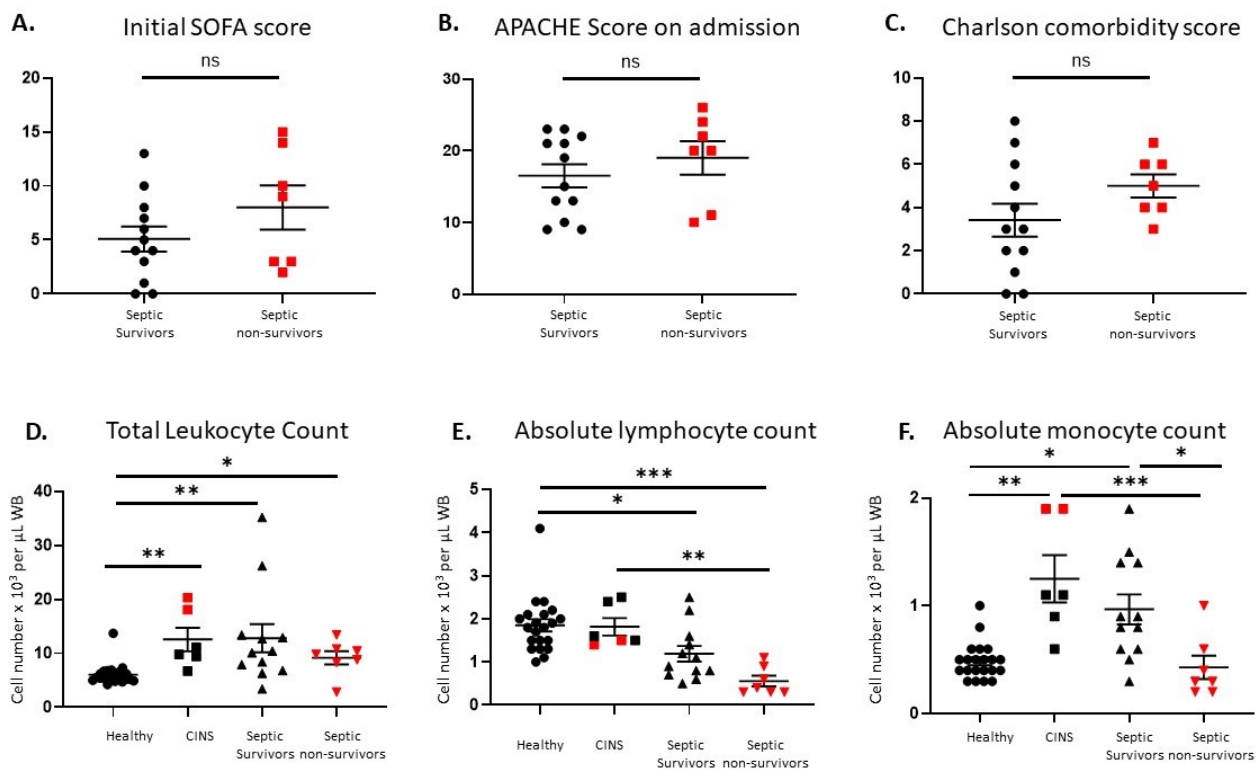 A.
Initial SOFA score
ns
20
15
10
5
0
Septic
Survivors
Septic
non-survivors
B.
APACHE Score on admission
ns
30
20
10
0
Septic
Survivors
Septic
non-survivors
C.
Charlson comorbidity score
ns
10
8
6
4
2
0
Septic
Survivors
Septic
non-survivors
D.
Total Leukocyte Count
*
**
**
Cell number x 10³ per µL WB
40
30
20
10
0
Healthy
CINS
Septic
Survivors
Septic
non-survivors
E.
Absolute lymphocyte count
***
*
**
Cell number x 10³ per µL WB
5
4
3
2
1
0
Healthy
CINS
Septic
Survivors
Septic
non-survivors
F.
Absolute monocyte count
*
*
**
***
Cell number x 10³ per µL WB
2
1
0
Healthy
CINS
Septic
Survivors
Septic
non-survivors